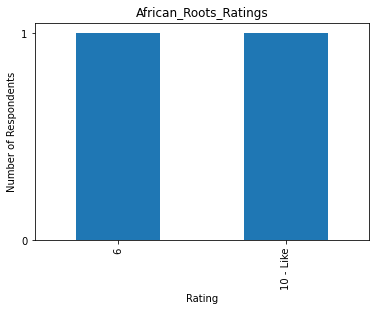 African_Roots_Ratings
Number of Respondents
1
0
6
10 - Like
Rating